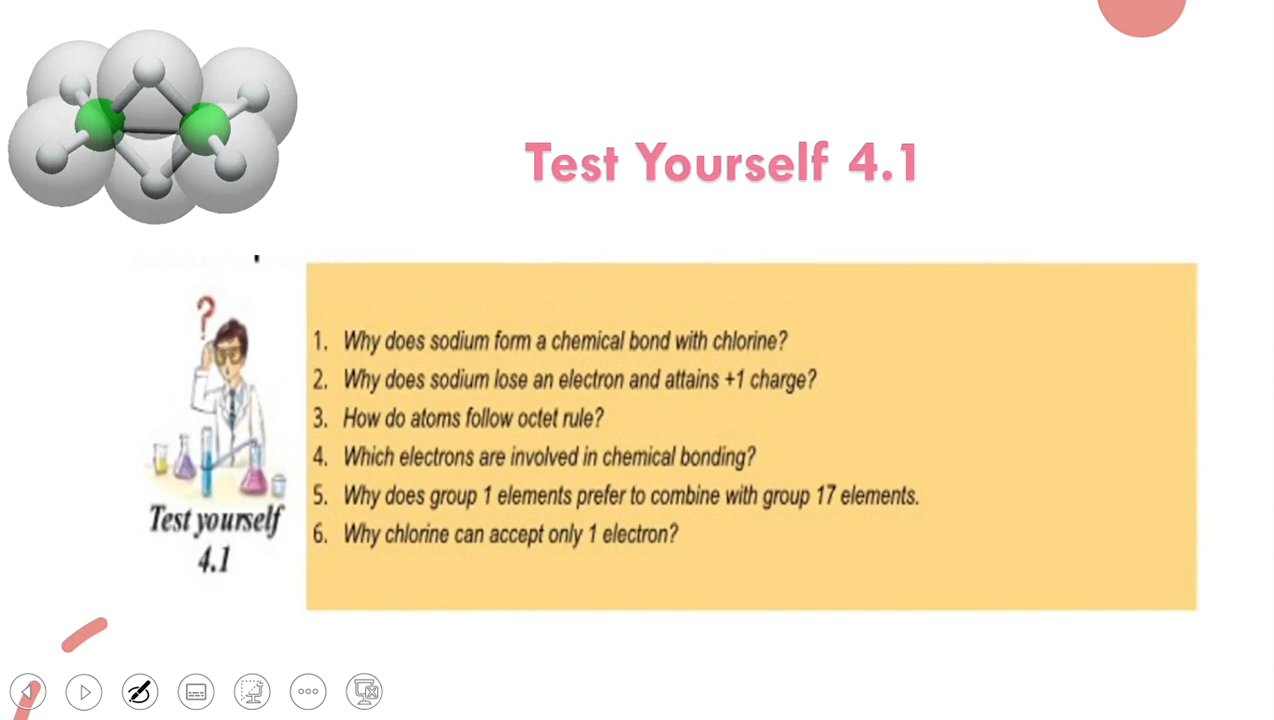 Test Yourself 4.1
1. Why does sodium form a chemical bond with chlorine?
2. Why does sodium lose an electron and attains +1 charge?
3. How do atoms follow octet rule?
4. Which electrons are involved in chemical bonding?
5. Why does group 1 elements prefer to combine with group 17 elements.
6. Why chlorine can accept only 1 electron?
?
Test yourself
4.1